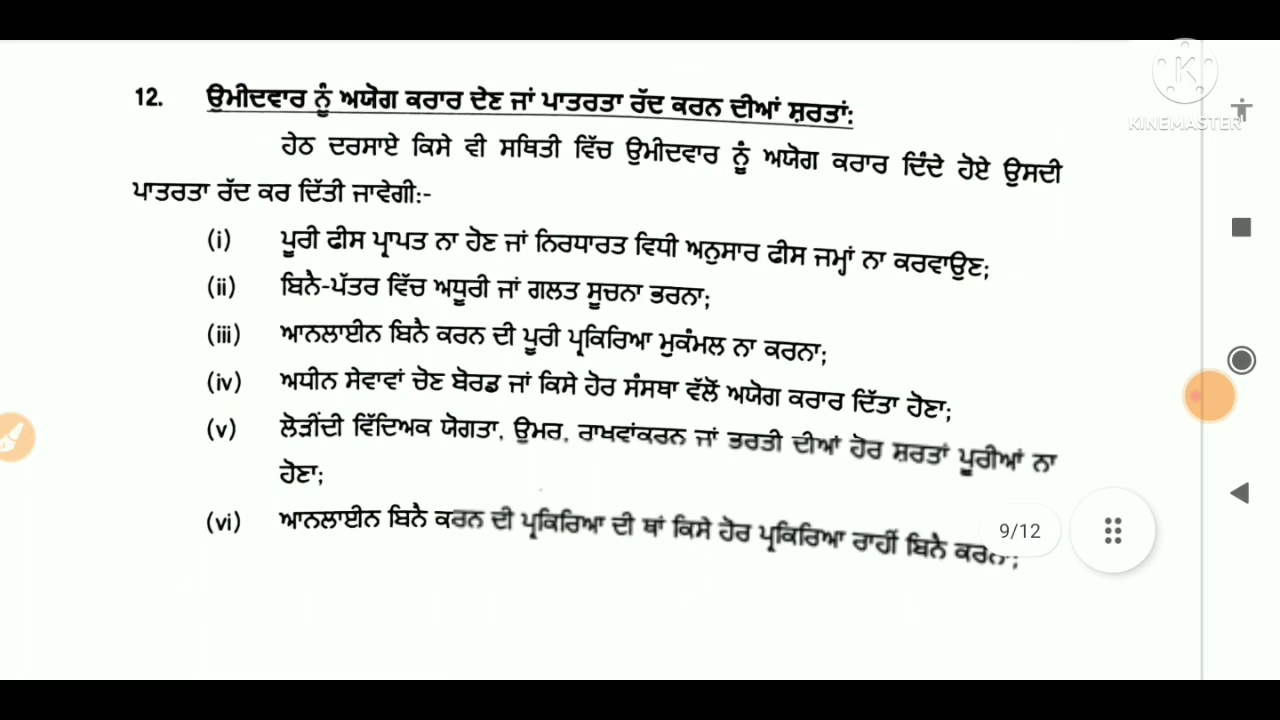 KINEMASTER
12. ਉਮੀਦਵਾਰ ਨੂੰ ਅਯੋਗ ਕਰਾਰ ਦੇਣ ਜਾਂ ਪਾਤਰਤਾ ਰੱਦ ਕਰਨ ਦੀਆਂ ਸ਼ਰਤਾਂ:
ਹੇਠ ਦਰਸਾਏ ਕਿਸੇ ਵੀ ਸਥਿਤੀ ਵਿੱਚ ਉਮੀਦਵਾਰ ਨੂੰ ਅਯੋਗ ਕਰਾਰ ਦਿੰਦੇ ਹੋਏ ਉਸਦੀ
ਪਾਤਰਤਾ ਰੱਦ ਕਰ ਦਿੱਤੀ ਜਾਵੇਗੀ:-
(i) ਪੂਰੀ ਫੀਸ ਪ੍ਰਾਪਤ ਨਾ ਹੋਣ ਜਾਂ ਨਿਰਧਾਰਤ ਵਿਧੀ ਅਨੁਸਾਰ ਫੀਸ ਜਮ੍ਹਾਂ ਨਾ ਕਰਵਾਉਣ;
(ii) ਬਿਨੈ-ਪੱਤਰ ਵਿੱਚ ਅਧੂਰੀ ਜਾਂ ਗਲਤ ਸੂਚਨਾ ਭਰਨਾ;
(iii) ਆਨਲਾਈਨ ਬਿਨੈ ਕਰਨ ਦੀ ਪੂਰੀ ਪ੍ਰਕਿਰਿਆ ਮੁਕੰਮਲ ਨਾ ਕਰਨਾ;
(iv) ਅਧੀਨ ਸੇਵਾਵਾਂ ਚੋਣ ਬੋਰਡ ਜਾਂ ਕਿਸੇ ਹੋਰ ਸੰਸਥਾ ਵੱਲੋਂ ਅਯੋਗ ਕਰਾਰ ਦਿੱਤਾ ਹੋਣਾ;
(v) ਲੋੜੀਂਦੀ ਵਿੱਦਿਅਕ ਯੋਗਤਾ, ਉਮਰ, ਰਾਖਵਾਂਕਰਨ ਜਾਂ ਭਰਤੀ ਦੀਆਂ ਹੋਰ ਸ਼ਰਤਾਂ ਪੂਰੀਆਂ ਨਾ
ਹੋਣਾ;
(vi) ਆਨਲਾਈਨ ਬਿਨੈ ਕਰਨ ਦੀ ਪ੍ਰਕਿਰਿਆ ਦੀ ਥਾਂ ਕਿਸੇ ਹੋਰ ਪ੍ਰਕਿਰਿਆ ਰਾਹੀਂ ਬਿਨੈ ਕਰਨਾ;
9/12